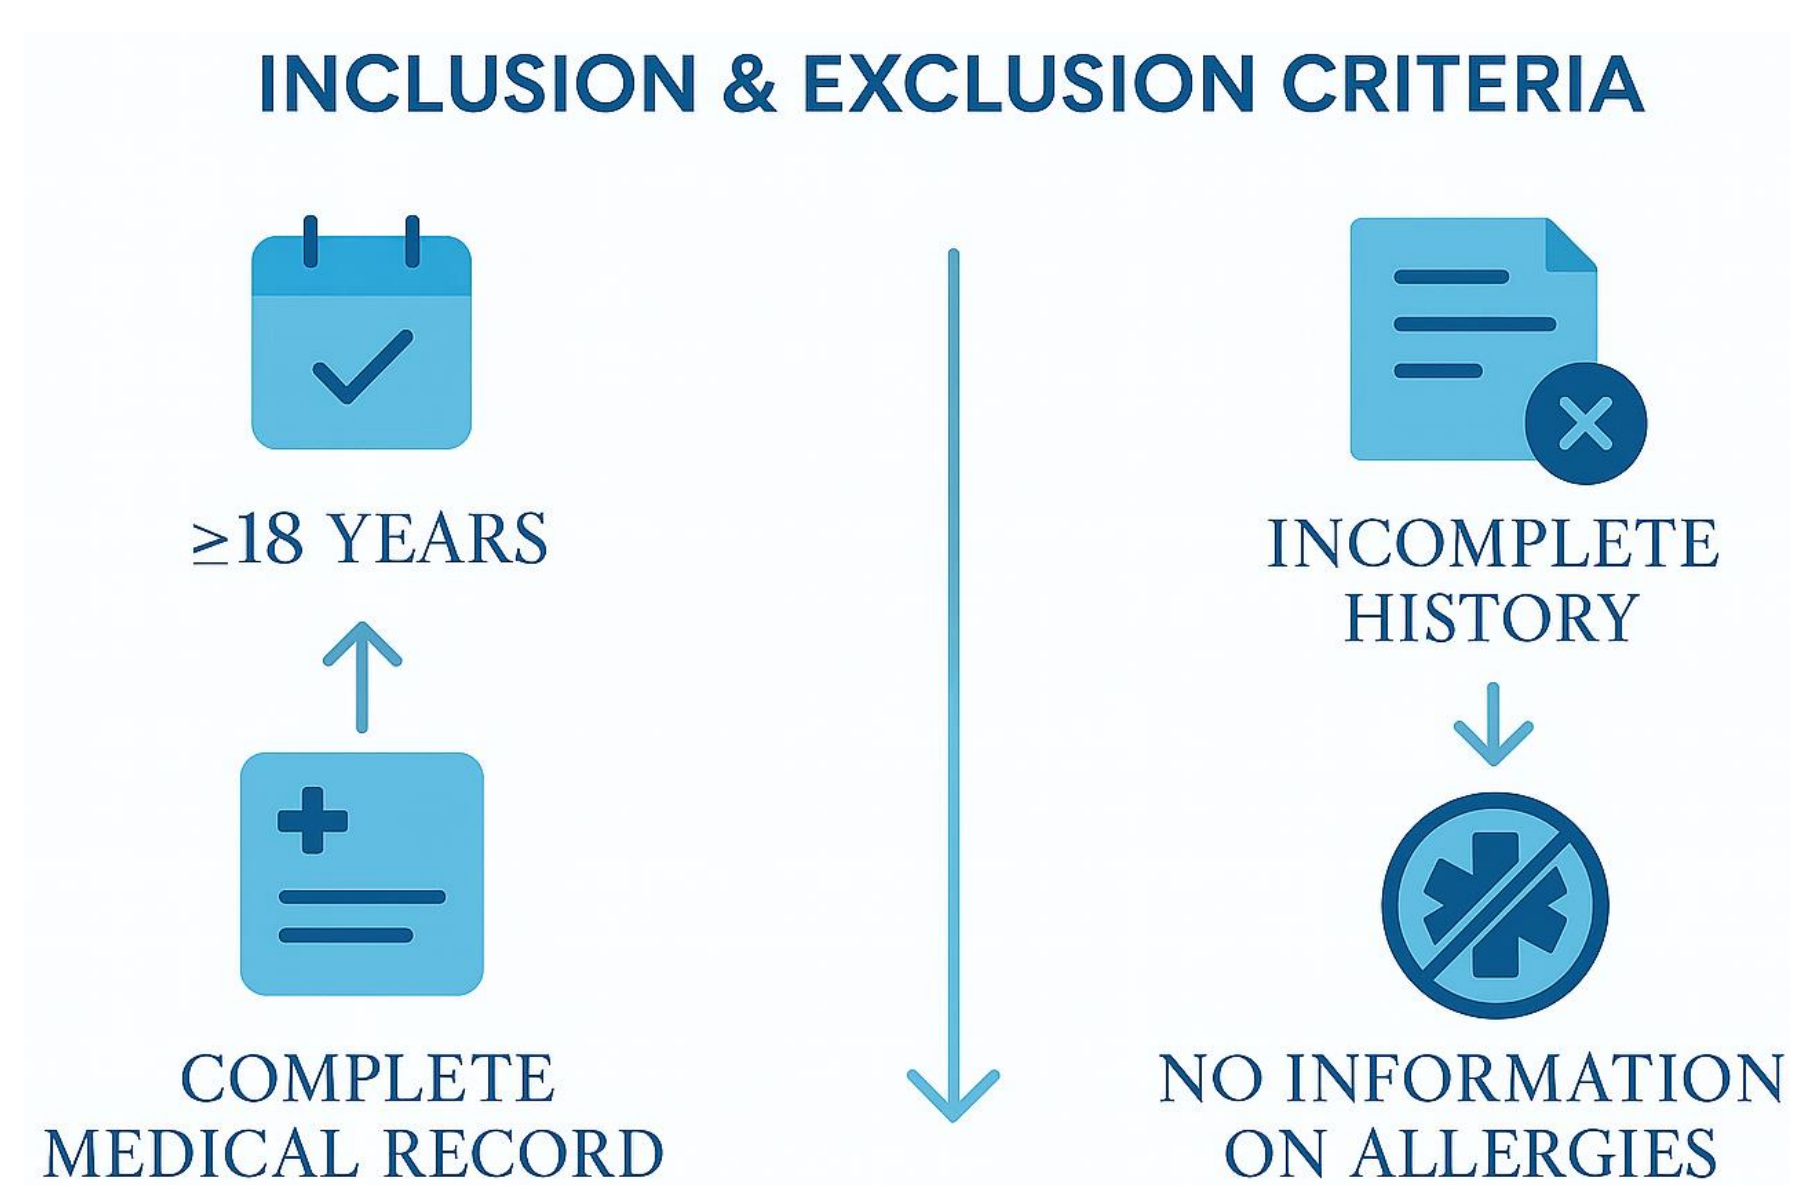 INCLUSION & EXCLUSION CRITERIA
≥18 YEARS
COMPLETE
MEDICAL RECORD
INCOMPLETE
HISTORY
NO INFORMATION
ON ALLERGIES